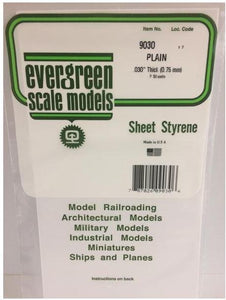 Item No. Loc. Code
9030
PLAIN
.030" Thick (0.75 mm)
evergreen
scale models
Sheet Styrene
Made in U S A
Model Railroading
Architectural Models
Military Models
Industrial Models
Miniatures
Ships and Planes
Instructions on back